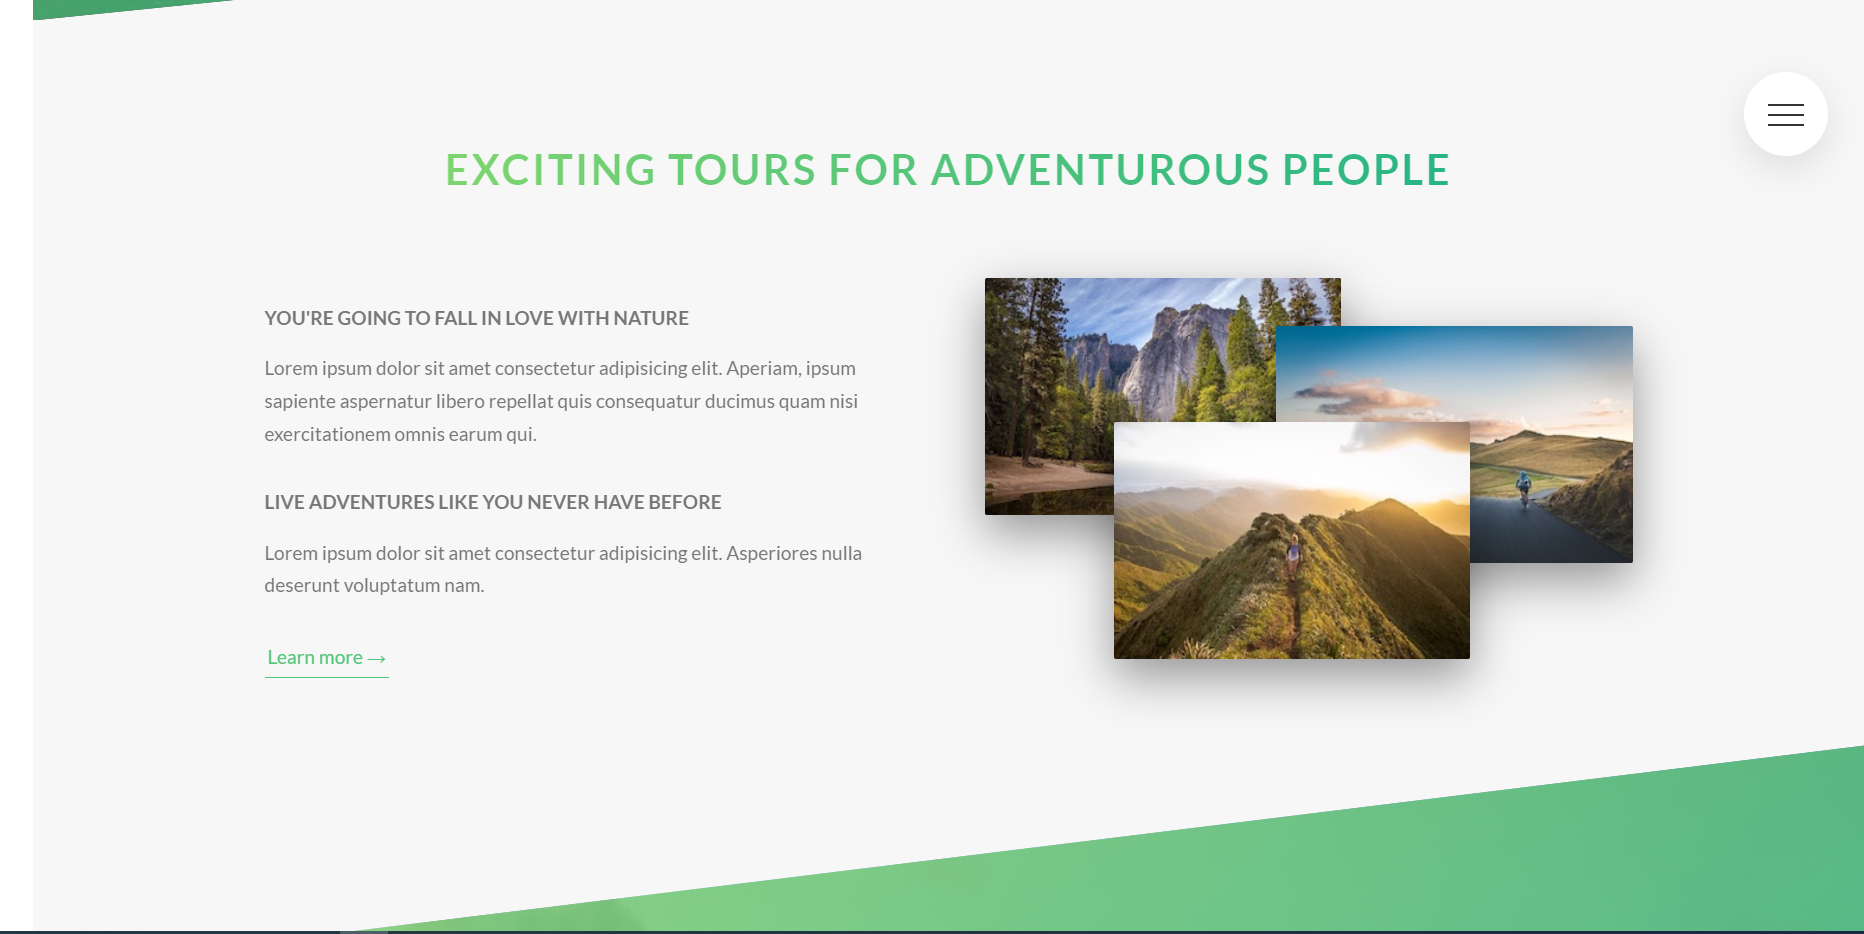 EXCITING TOURS FOR ADVENTUROUS PEOPLE
YOU'RE GOING TO FALL IN LOVE WITH NATURE
Lorem ipsum dolor sit amet consectetur adipisicing elit. Aperiam, ipsum
sapiente aspernatur libero repellat quis consequatur ducimus quam nisi
exercitationem omnis earum qui.
LIVE ADVENTURES LIKE YOU NEVER HAVE BEFORE
Lorem ipsum dolor sit amet consectetur adipisicing elit. Asperiores nulla
deserunt voluptatum nam.
Learn more →